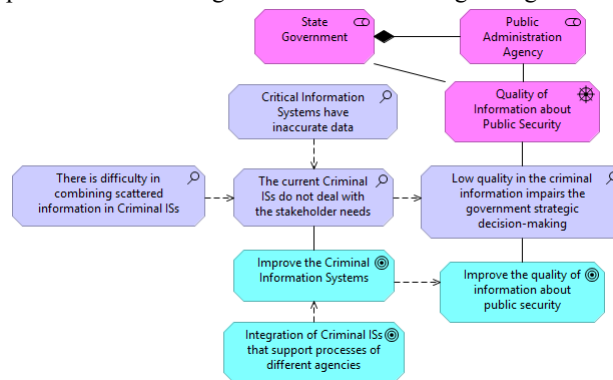 State
Government
Public
Administration
Agency
Critical Information
Systems have
inaccurate data
Quality of
Information about
Public Security
There is difficulty in
combining scattered
information in Criminal ISs
The current Criminal
ISs do not deal with
the stakeholder needs
Low quality in the criminal
information impairs the
government strategic
decision-making
Improve the Criminal
Information Systems
Improve the quality of
information about
public security
Integration of Criminal ISs
that support processes of
different agencies